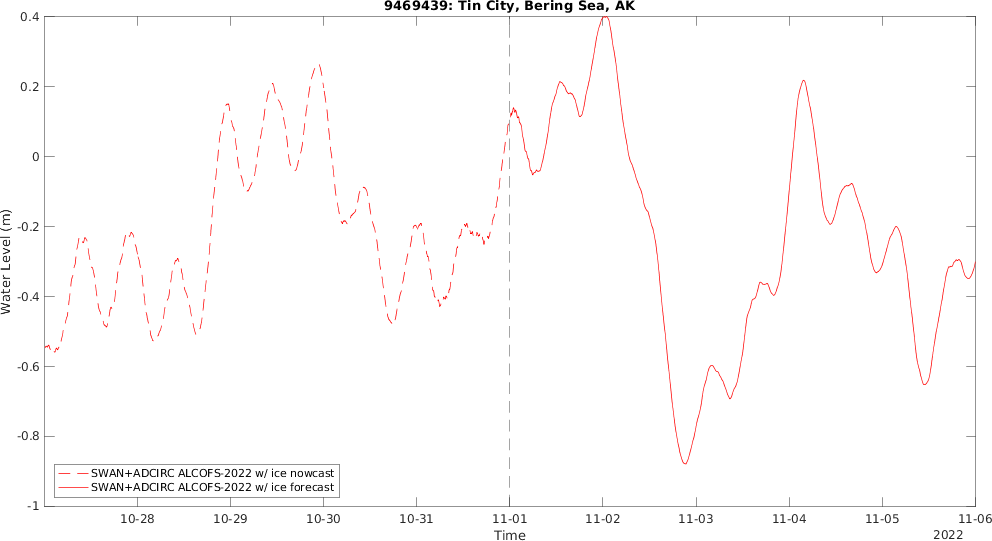 9469439: Tin City, Bering Sea, AK
Water Level (m)
0.4
0.2
0
-0.2
-0.4
-0.6
-0.8
-1
SWAN+ADCIRC ALCOFS-2022 w/ ice nowcast
SWAN+ADCIRC ALCOFS-2022 w/ ice forecast
10-28 10-29 10-30 10-31 11-01 11-02 11-03 11-04 11-05 11-06
Time
2022